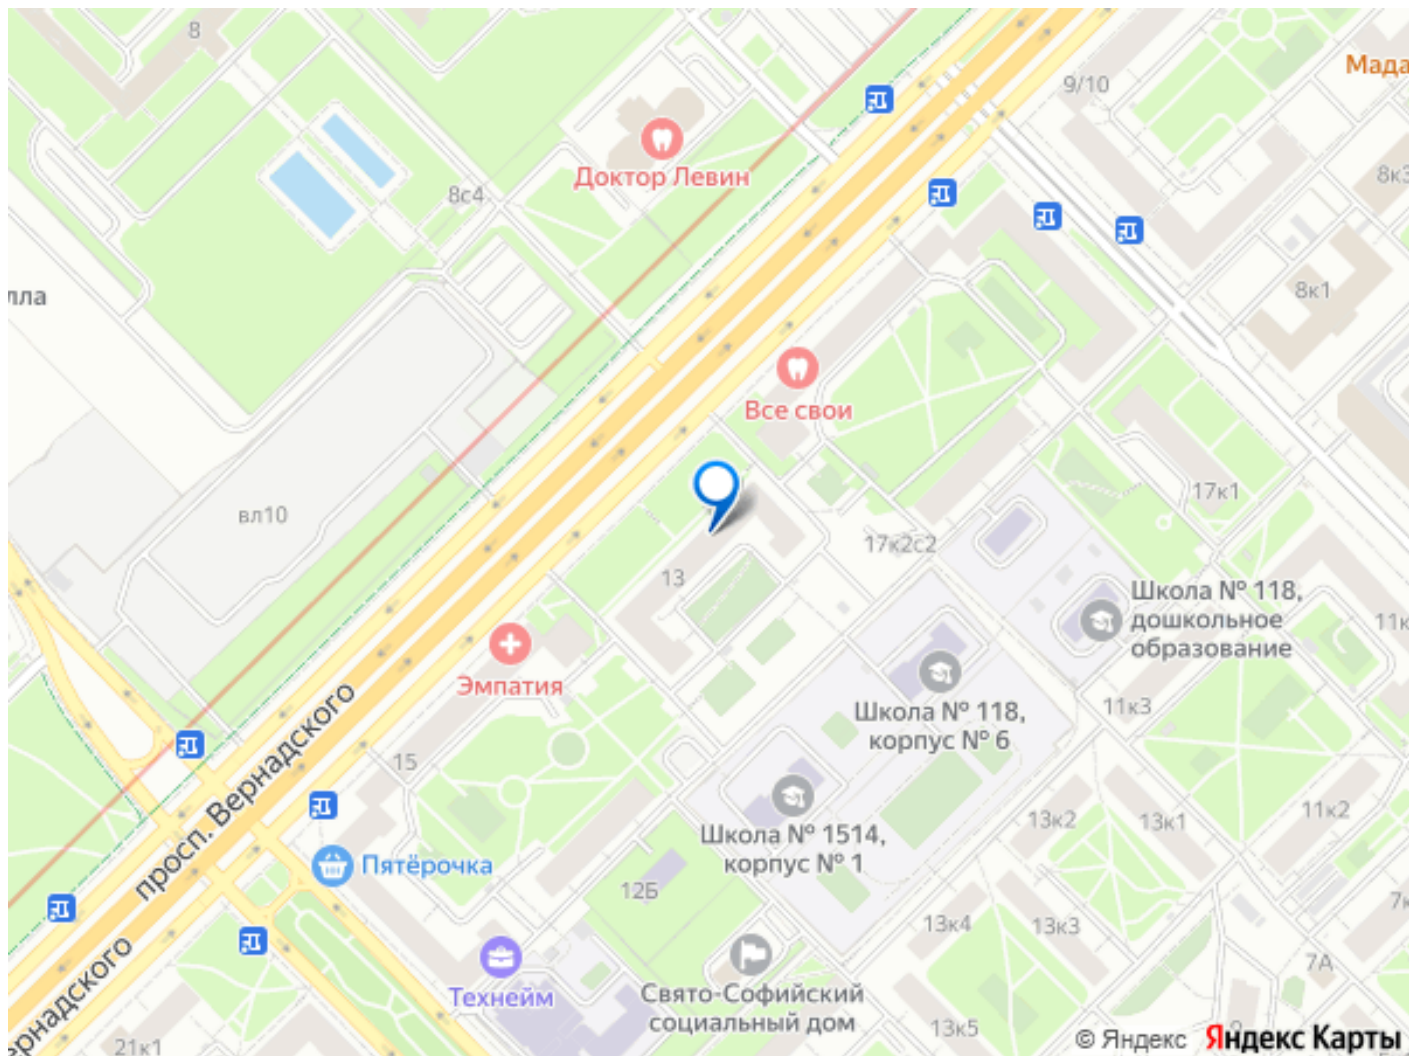 8
Мада
9/10
Доктор Левин
8к3
8с4
8к1
лла
Все свои
17к1
вл10
17к2с2
13
Школа № 118,
дошкольное
образование
11к
Эмпатия
Школа № 118,
корпус № 6
11к3
15
просп. Вернадского
Школа № 1514,
корпус № 1
13к2
13к1
11к2
Пятёрочка
12Б
7к
13к4
13к3
7А
Технейм
Свято-Софийский
социальный дом
13к5
9
ернадского
21к1
© Яндекс Яндекс Карты